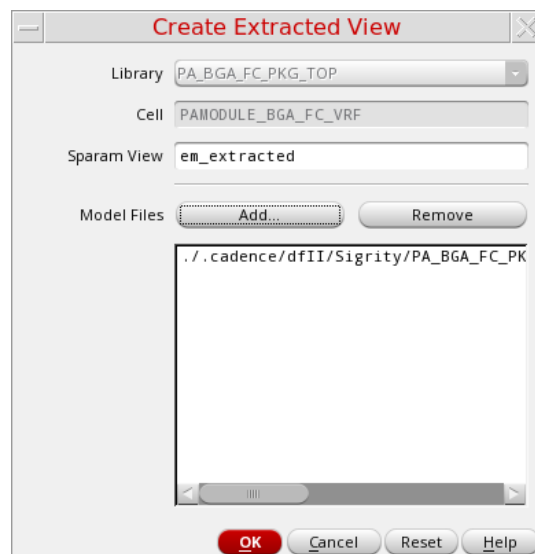 Create Extracted View
Library PA_BGA_FC_PKG_TOP
Cell PAMODULE_BGA_FC_VRF
Sparam View em_extracted
Model Files Add... Remove
././.cadence/dfII/Sigrity/PA_BGA_FC_PK
OK Cancel Reset Help